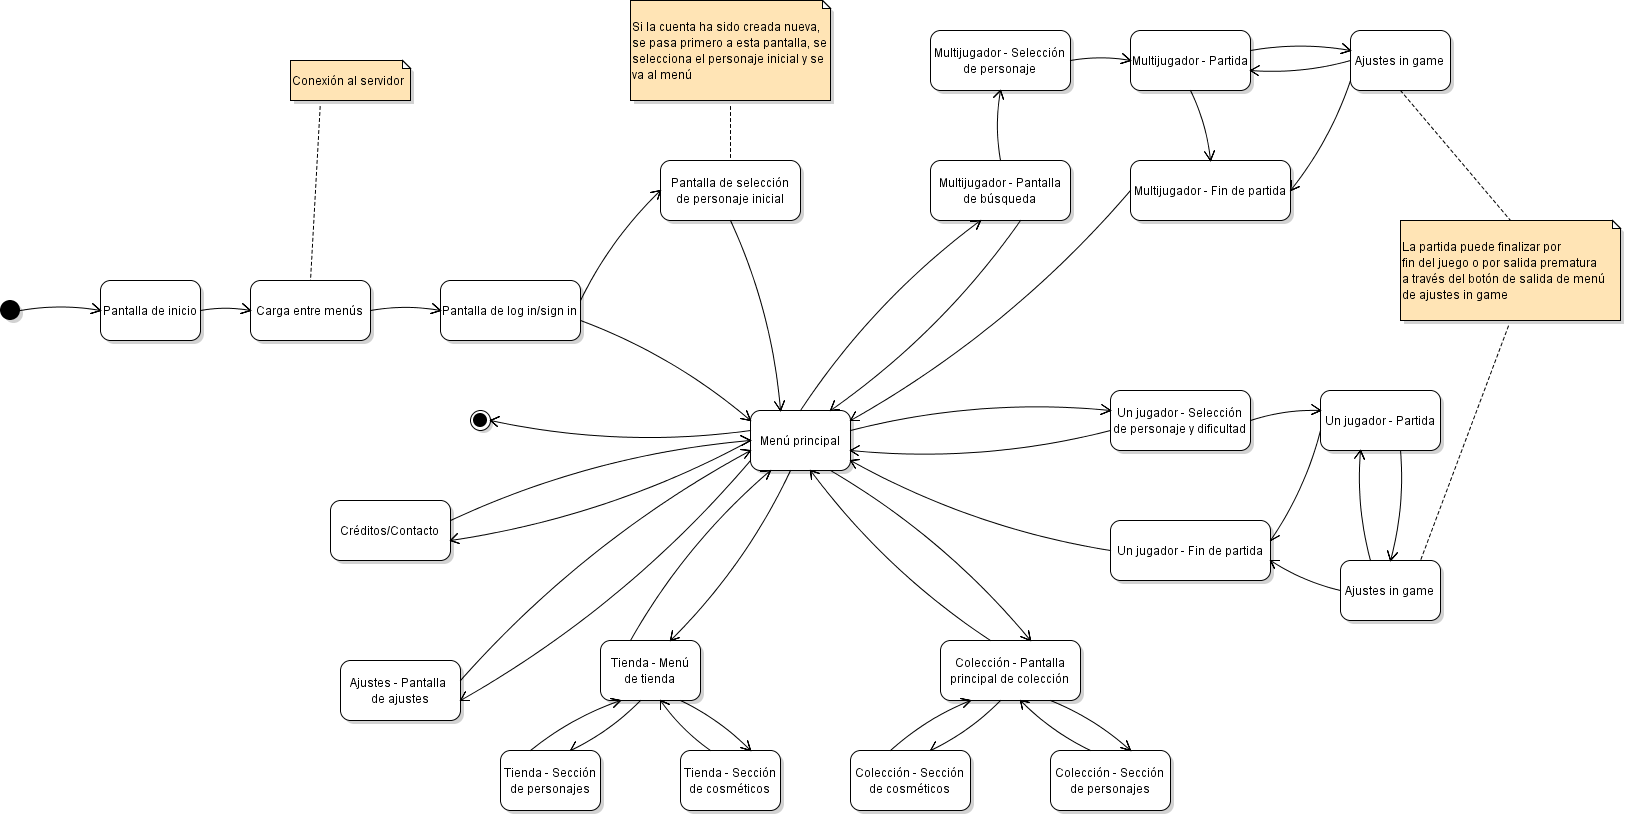 Si la cuenta ha sido creada nueva,
se pasa primero a esta pantalla, se
selecciona el personaje inicial y se
va al menú
Conexión al servidor
Multijugador - Selección
de personaje
Multijugador - Partida
Ajustes in game
Pantalla de selección
de personaje inicial
Multijugador - Pantalla
de búsqueda
Multijugador - Fin de partida
La partida puede finalizar por
fin del juego o por salida prematura
a través del botón de salida de menú
de ajustes in game
Pantalla de inicio
Carga entre menús
Pantalla de log in/sign in
Menú principal
Un jugador - Selección
de personaje y dificultad
Un jugador - Partida
Créditos/Contacto
Un jugador - Fin de partida
Ajustes in game
Ajustes - Pantalla
de ajustes
Tienda - Menú
de tienda
Colección - Pantalla
principal de colección
Tienda - Sección
de personajes
Tienda - Sección
de cosméticos
Colección - Sección
de cosméticos
Colección - Sección
de personajes